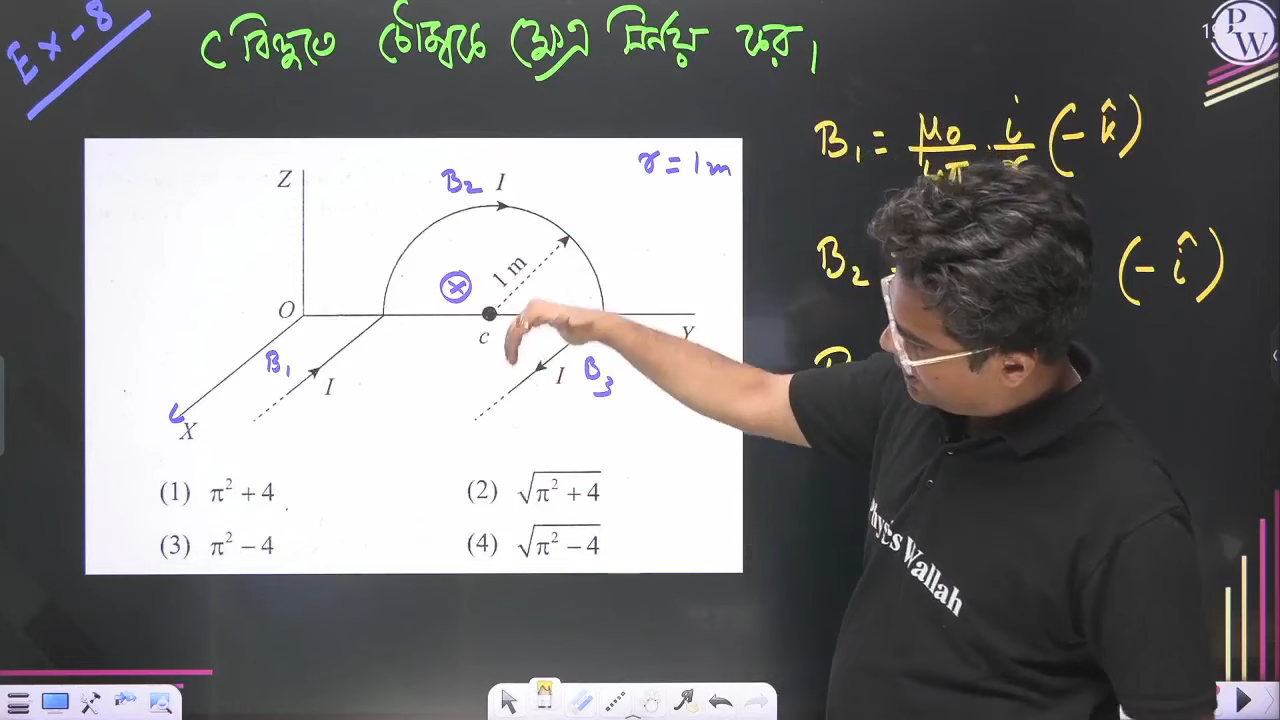 Ex-8
C বিন্দুতে চৌম্বক ক্ষেত্র নির্ণয় কর।
PW
r = 1 m
Z
B₂ I
1 m
O
c
Y
B₁ I
I B₃
X
(1) π² + 4
(2) √(π² + 4)
(3) π² − 4
(4) √(π² − 4)
B₁ = μ₀/4π · i/r (−k̂)
B₂ (−î)
Physics Wallah